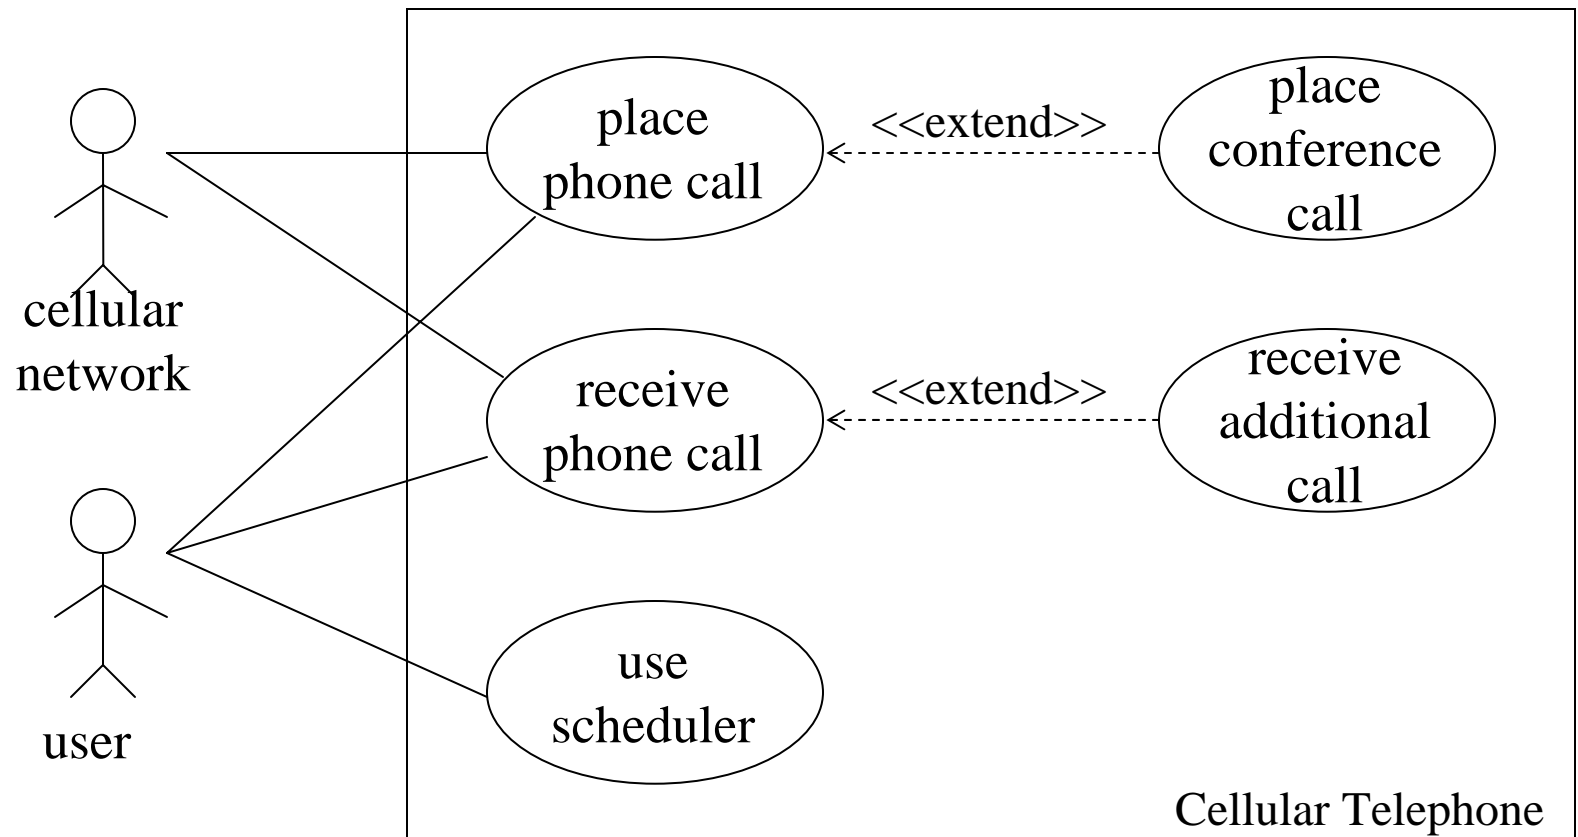 place
phone call
<<extend>>
place
conference
call
cellular
network
receive
phone call
<<extend>>
receive
additional
call
user
use
scheduler
Cellular Telephone